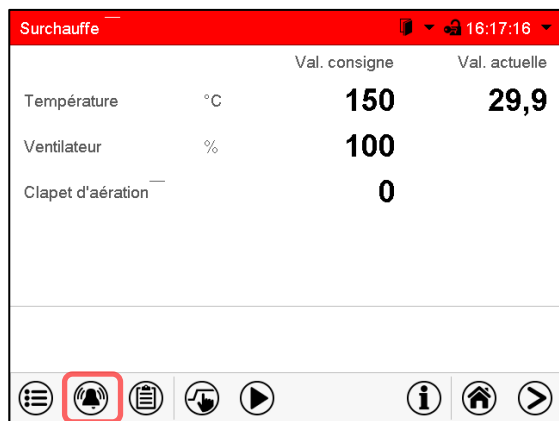 Surchauffe 16:17:16
Val. consigne Val. actuelle
Température °C 150 29,9
Ventilateur % 100
Clapet d'aération 0